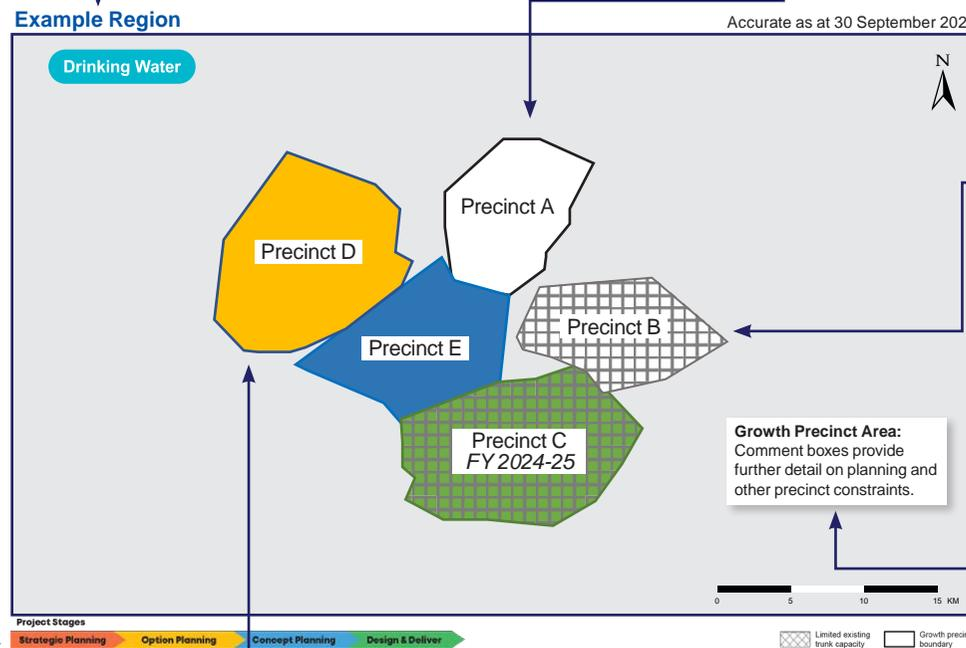 Example Region
Accurate as at 30 September 202
Drinking Water
N
Precinct A
Precinct D
Precinct B
Precinct E
Precinct C
FY 2024-25
Growth Precinct Area:
Comment boxes provide
further detail on planning and
other precinct constraints.
0 5 10 15 KM
Project Stages
Strategic Planning Option Planning Concept Planning Design & Deliver
Limited existing
trunk capacity
Growth precin
boundary